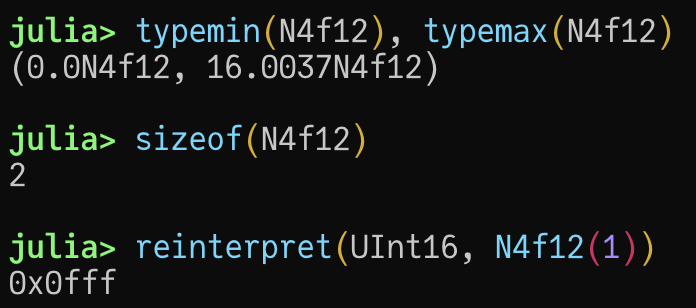 julia> typemin(N4f12), typemax(N4f12)
(0.0N4f12, 16.0037N4f12)
julia> sizeof(N4f12)
2
julia> reinterpret(UInt16, N4f12(1))
0x0fff